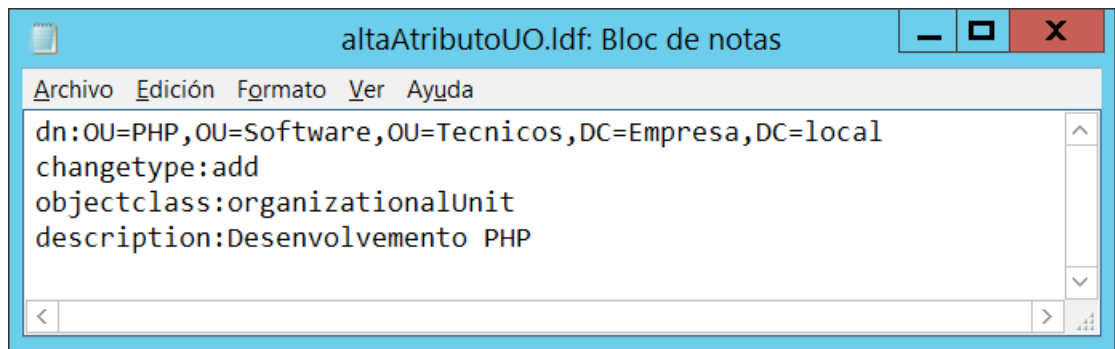 altaAtributoUO.ldf: Bloc de notas
Archivo Edición Formato Ver Ayuda
dn:OU=PHP,OU=Software,OU=Tecnicos,DC=Empresa,DC=local
changetype:add
objectclass:organizationalUnit
description:Desenvolvemento PHP